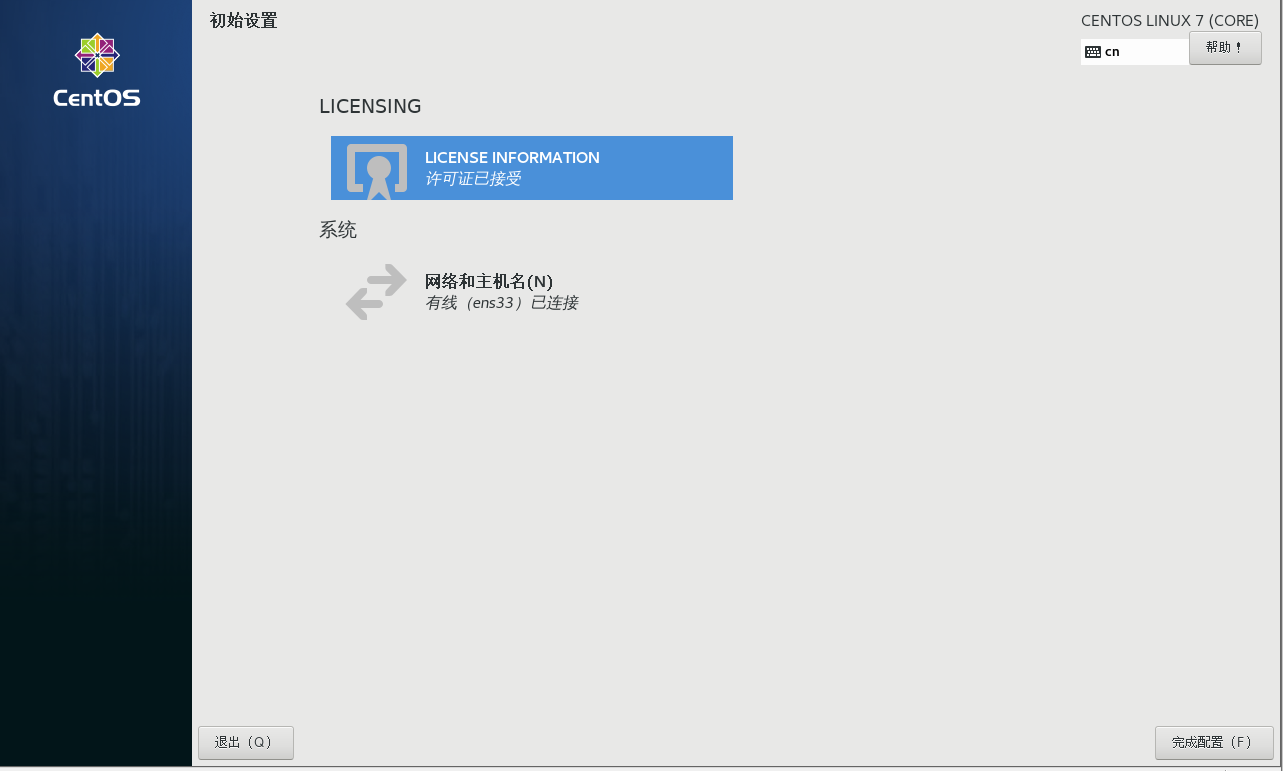 初始设置
CENTOS LINUX 7 (CORE)
cn
帮助！
CentOS
LICENSING
LICENSE INFORMATION
许可证已接受
系统
网络和主机名(N)
有线（ens33）已连接
退出（Q）
完成配置（F）